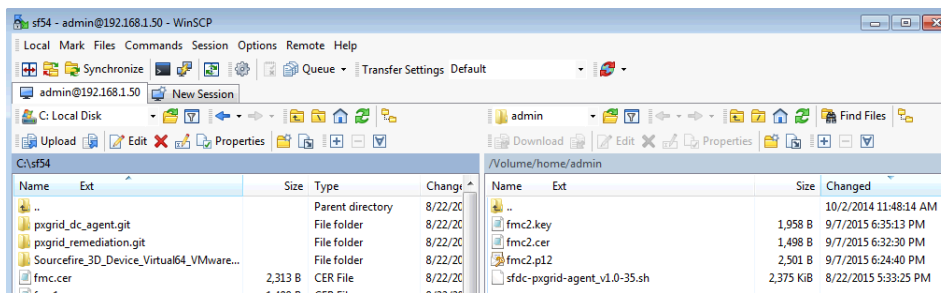 sf54 - admin@192.168.1.50 - WinSCP
Local Mark Files Commands Session Options Remote Help
Synchronize Queue Transfer Settings Default
admin@192.168.1.50 New Session
C: Local Disk
admin Find Files
Upload Edit Properties
Download Edit Properties
C:\sf54
/Volume/home/admin
Name Ext Size Type Change
Name Ext Size Changed
.. Parent directory 8/22/20
.. 10/2/2014 11:48:14 AM
pxgrid_dc_agent.git File folder 8/22/20
fmc2.key 1,958 B 9/7/2015 6:35:13 PM
pxgrid_remediation.git File folder 8/22/20
fmc2.cer 1,498 B 9/7/2015 6:32:30 PM
Sourcefire_3D_Device_Virtual64_VMware... File folder 8/22/20
fmc2.p12 2,501 B 9/7/2015 6:24:40 PM
fmc.cer 2,313 B CER File 8/22/20
sfdc-pxgrid-agent_v1.0-35.sh 2,375 KiB 8/22/2015 5:33:25 PM